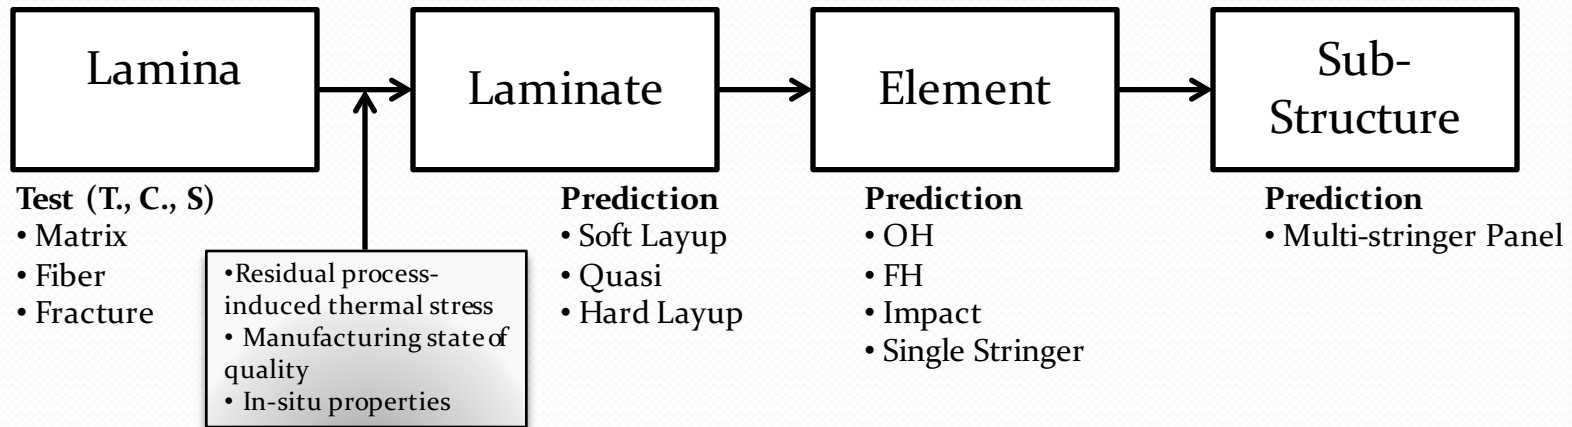 Lamina
Laminate
Element
Sub-
Structure
Test (T., C., S)
• Matrix
• Fiber
• Fracture
•Residual process-
induced thermal stress
• Manufacturing state of
quality
• In-situ properties
Prediction
• Soft Layup
• Quasi
• Hard Layup
Prediction
• OH
• FH
• Impact
• Single Stringer
Prediction
• Multi-stringer Panel